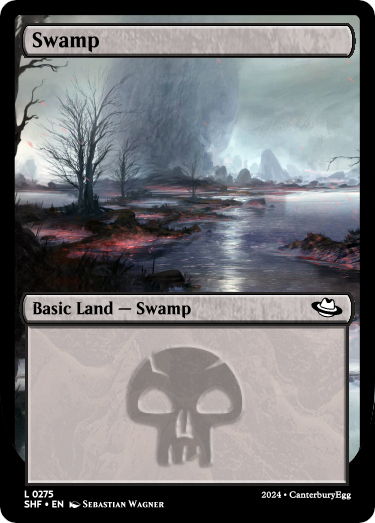 Swamp
Basic Land — Swamp
L 0275
SHF • EN Sebastian Wagner
2024 • CanterburyEgg